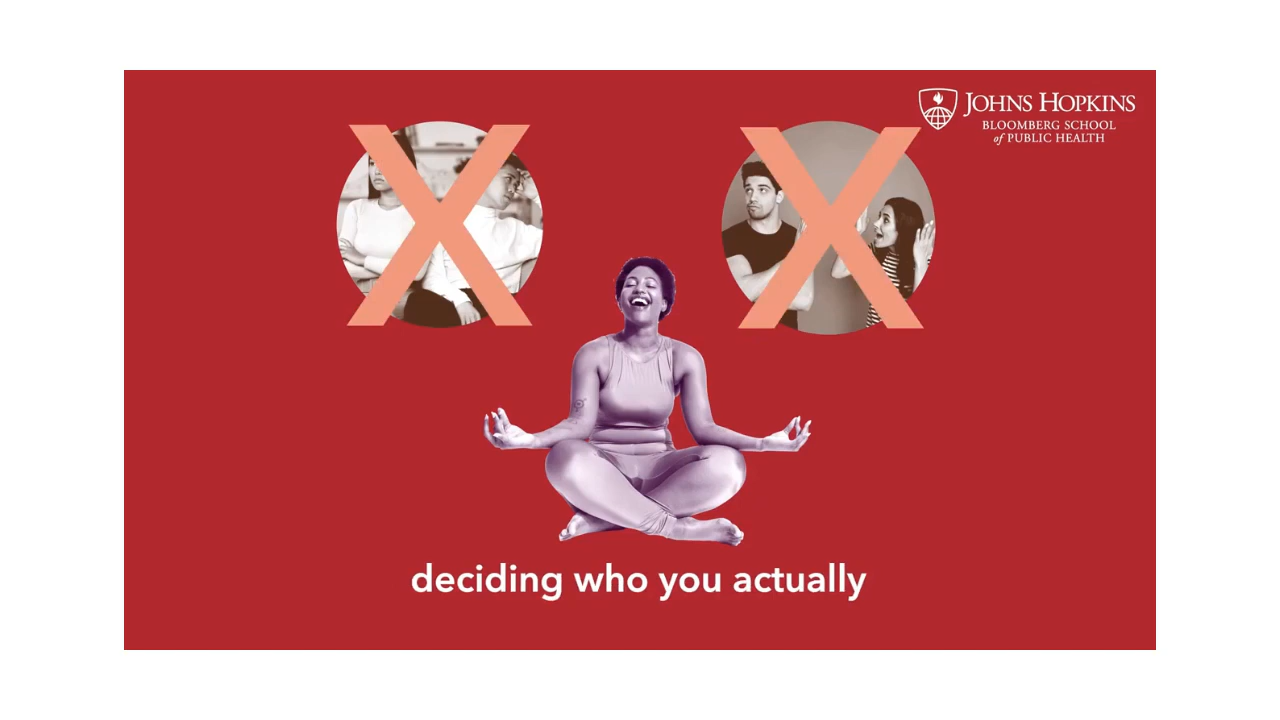 JOHNS HOPKINS
BLOOMBERG SCHOOL
of PUBLIC HEALTH
deciding who you actually